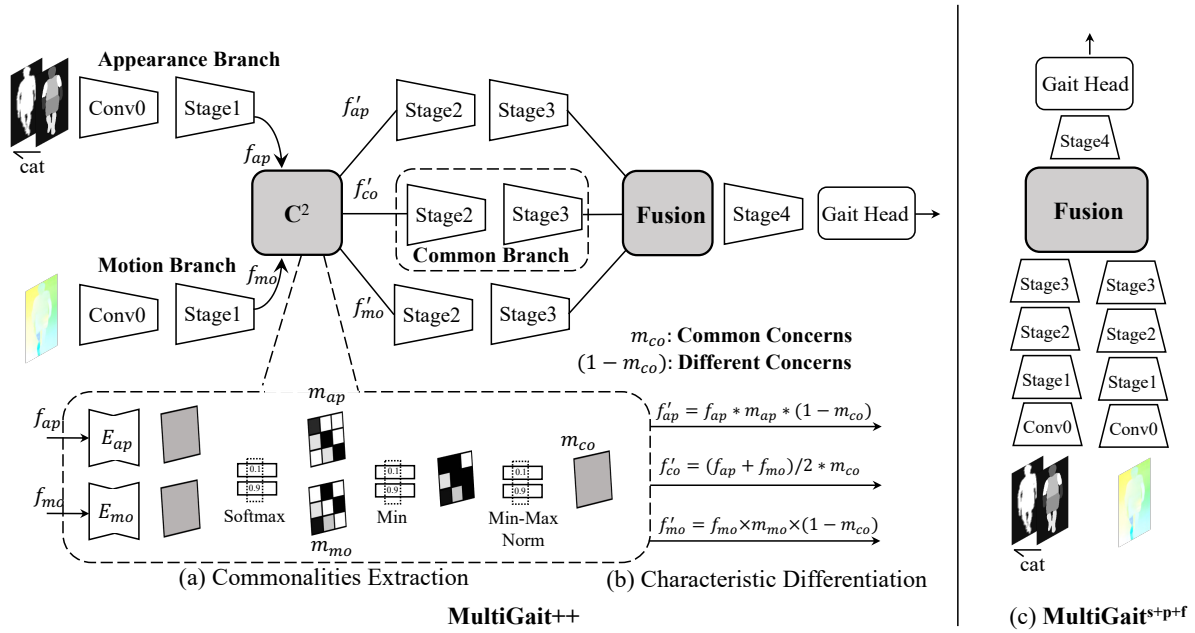 Appearance Branch
Conv0
Stage1
cat
f_ap
Motion Branch
f_mo
Conv0
Stage1
C²
f'_ap
Stage2
Stage3
f'_co
Stage2
Stage3
Common Branch
f'_mo
Stage2
Stage3
Fusion
Stage4
Gait Head
m_co: Common Concerns
(1 − m_co): Different Concerns
f_ap
E_ap
f_mo
E_mo
0.1
0.9
Softmax
m_ap
m_mo
0.1
0.9
Min
0.1
0.9
Min-Max
Norm
m_co
f'_ap = f_ap * m_ap * (1 − m_co)
f'_co = (f_ap + f_mo)/2 * m_co
f'_mo = f_mo×m_mo×(1 − m_co)
(a) Commonalities Extraction
(b) Characteristic Differentiation
MultiGait++
Gait Head
Stage4
Fusion
Stage3
Stage3
Stage2
Stage2
Stage1
Stage1
Conv0
Conv0
cat
(c) MultiGait^s+p+f